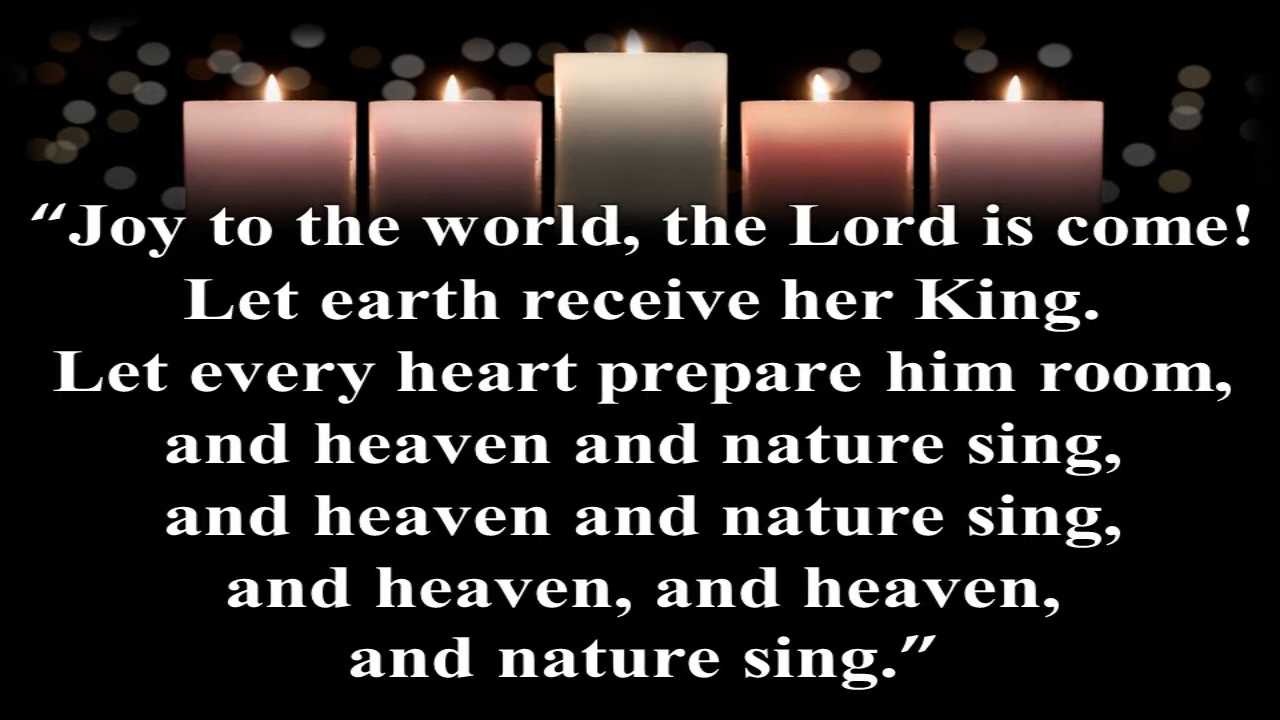 “Joy to the world, the Lord is come!
Let earth receive her King.
Let every heart prepare him room,
and heaven and nature sing,
and heaven and nature sing,
and heaven, and heaven,
and nature sing.”